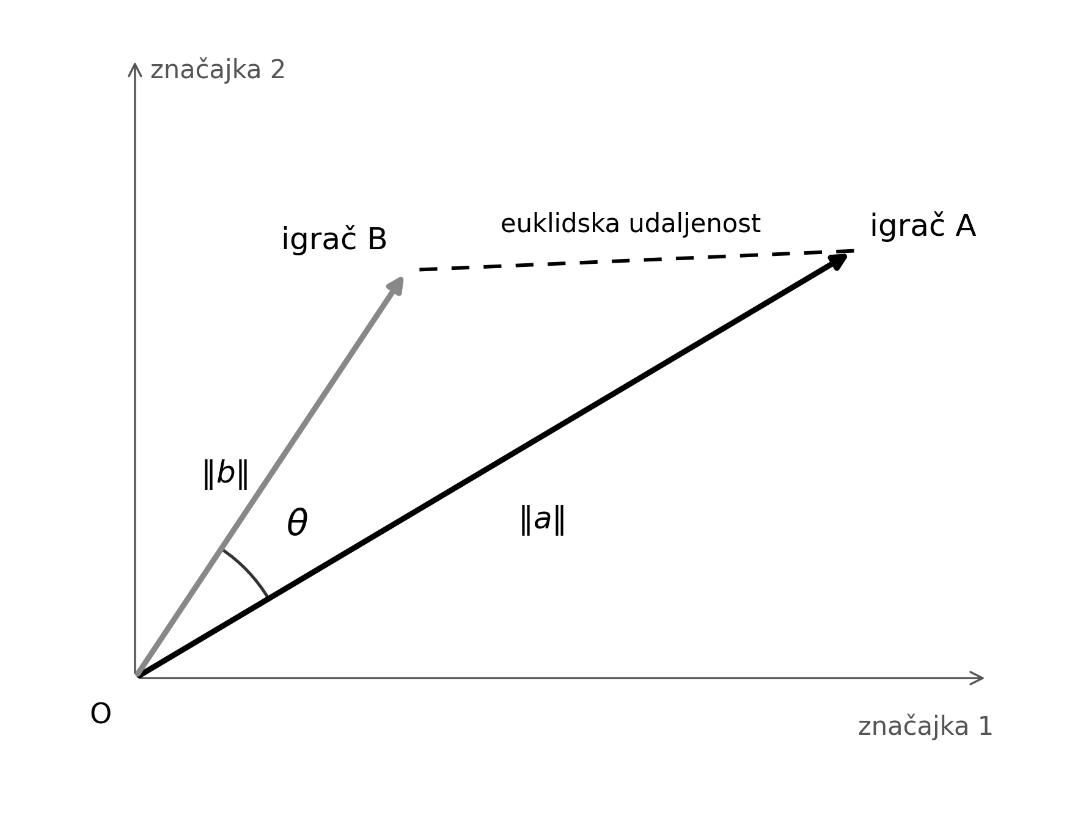 značajka 2
euklidska udaljenost
igrač A
igrač B
‖b‖
θ
‖a‖
O
značajka 1